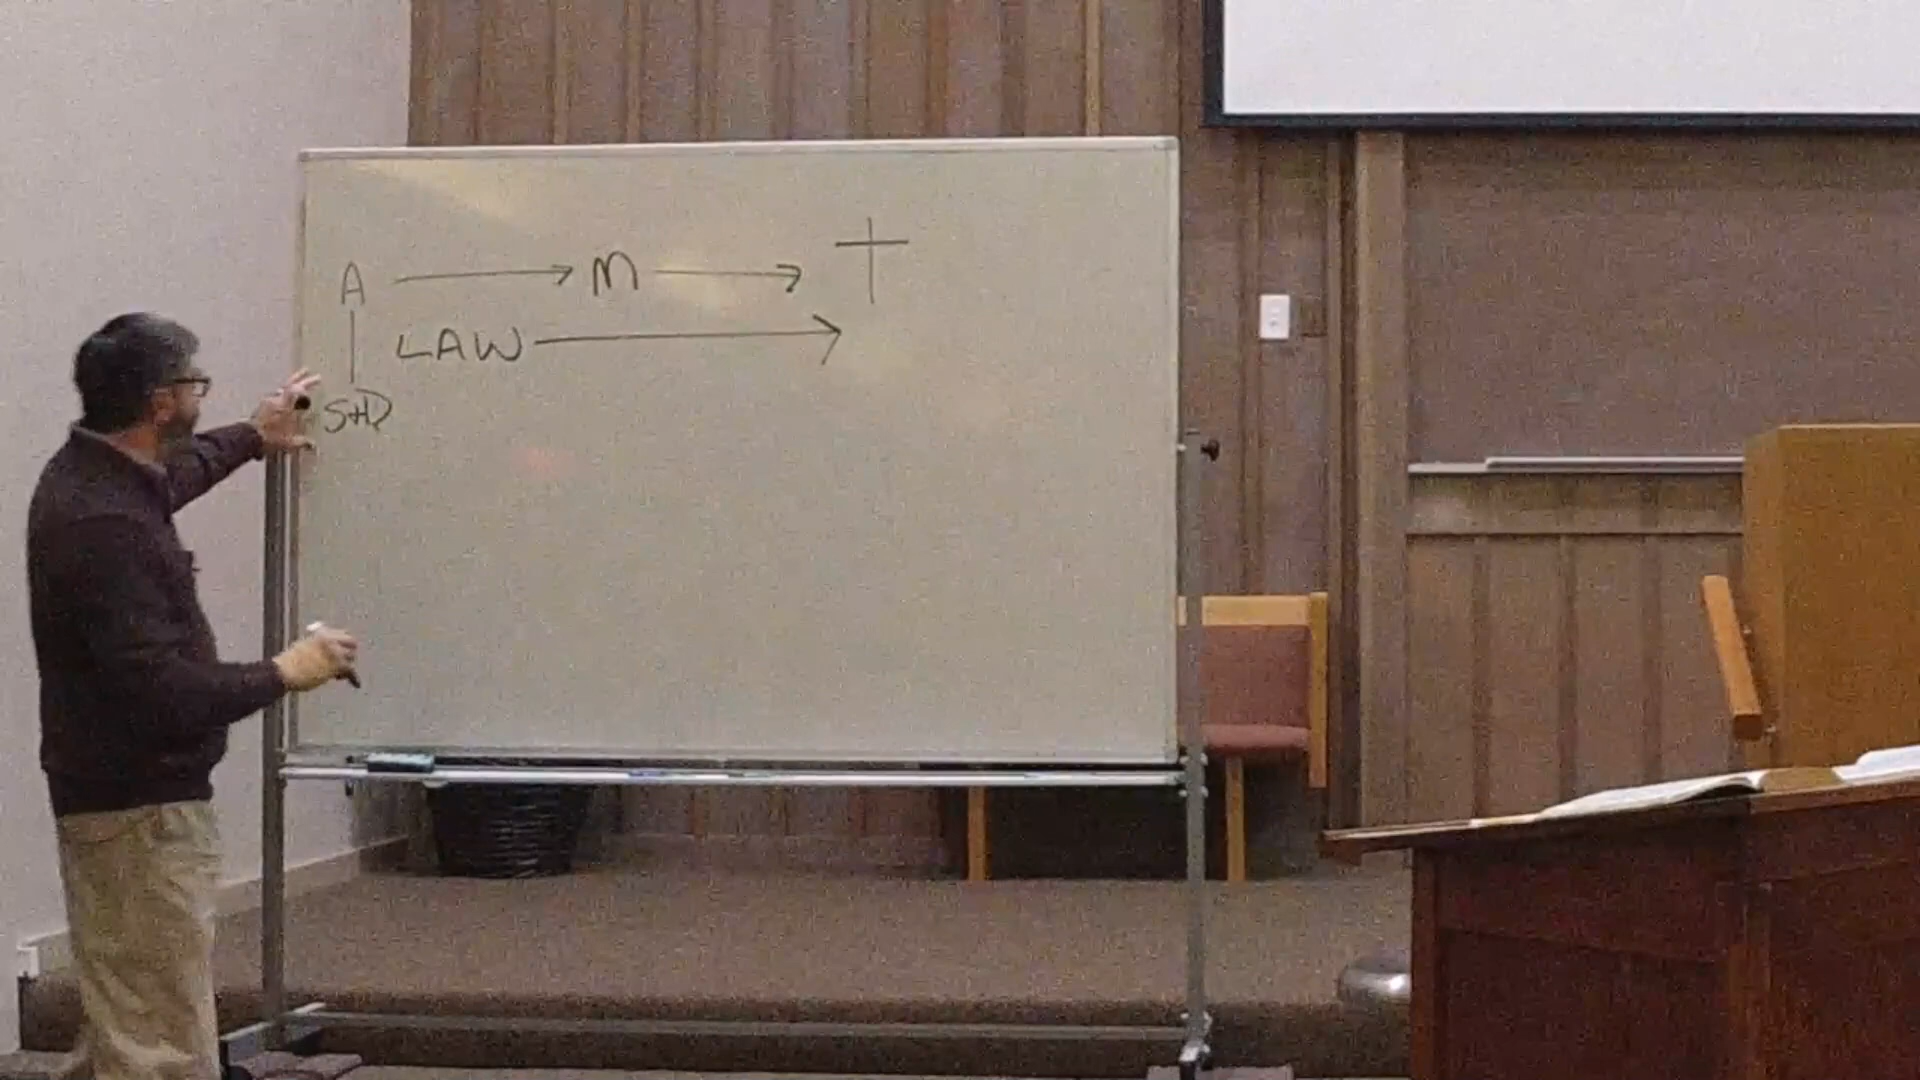 A → M → †
LAW →
S+D